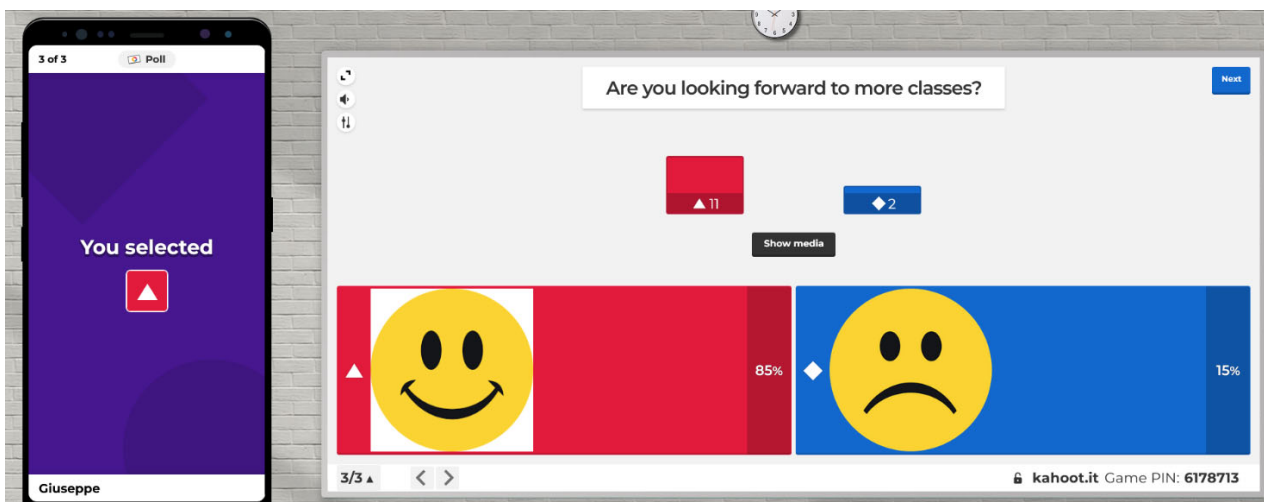 3 of 3
Poll
You selected
Giuseppe
Are you looking forward to more classes?
Next
11
2
Show media
85%
15%
3/3
kahoot.it Game PIN: 6178713